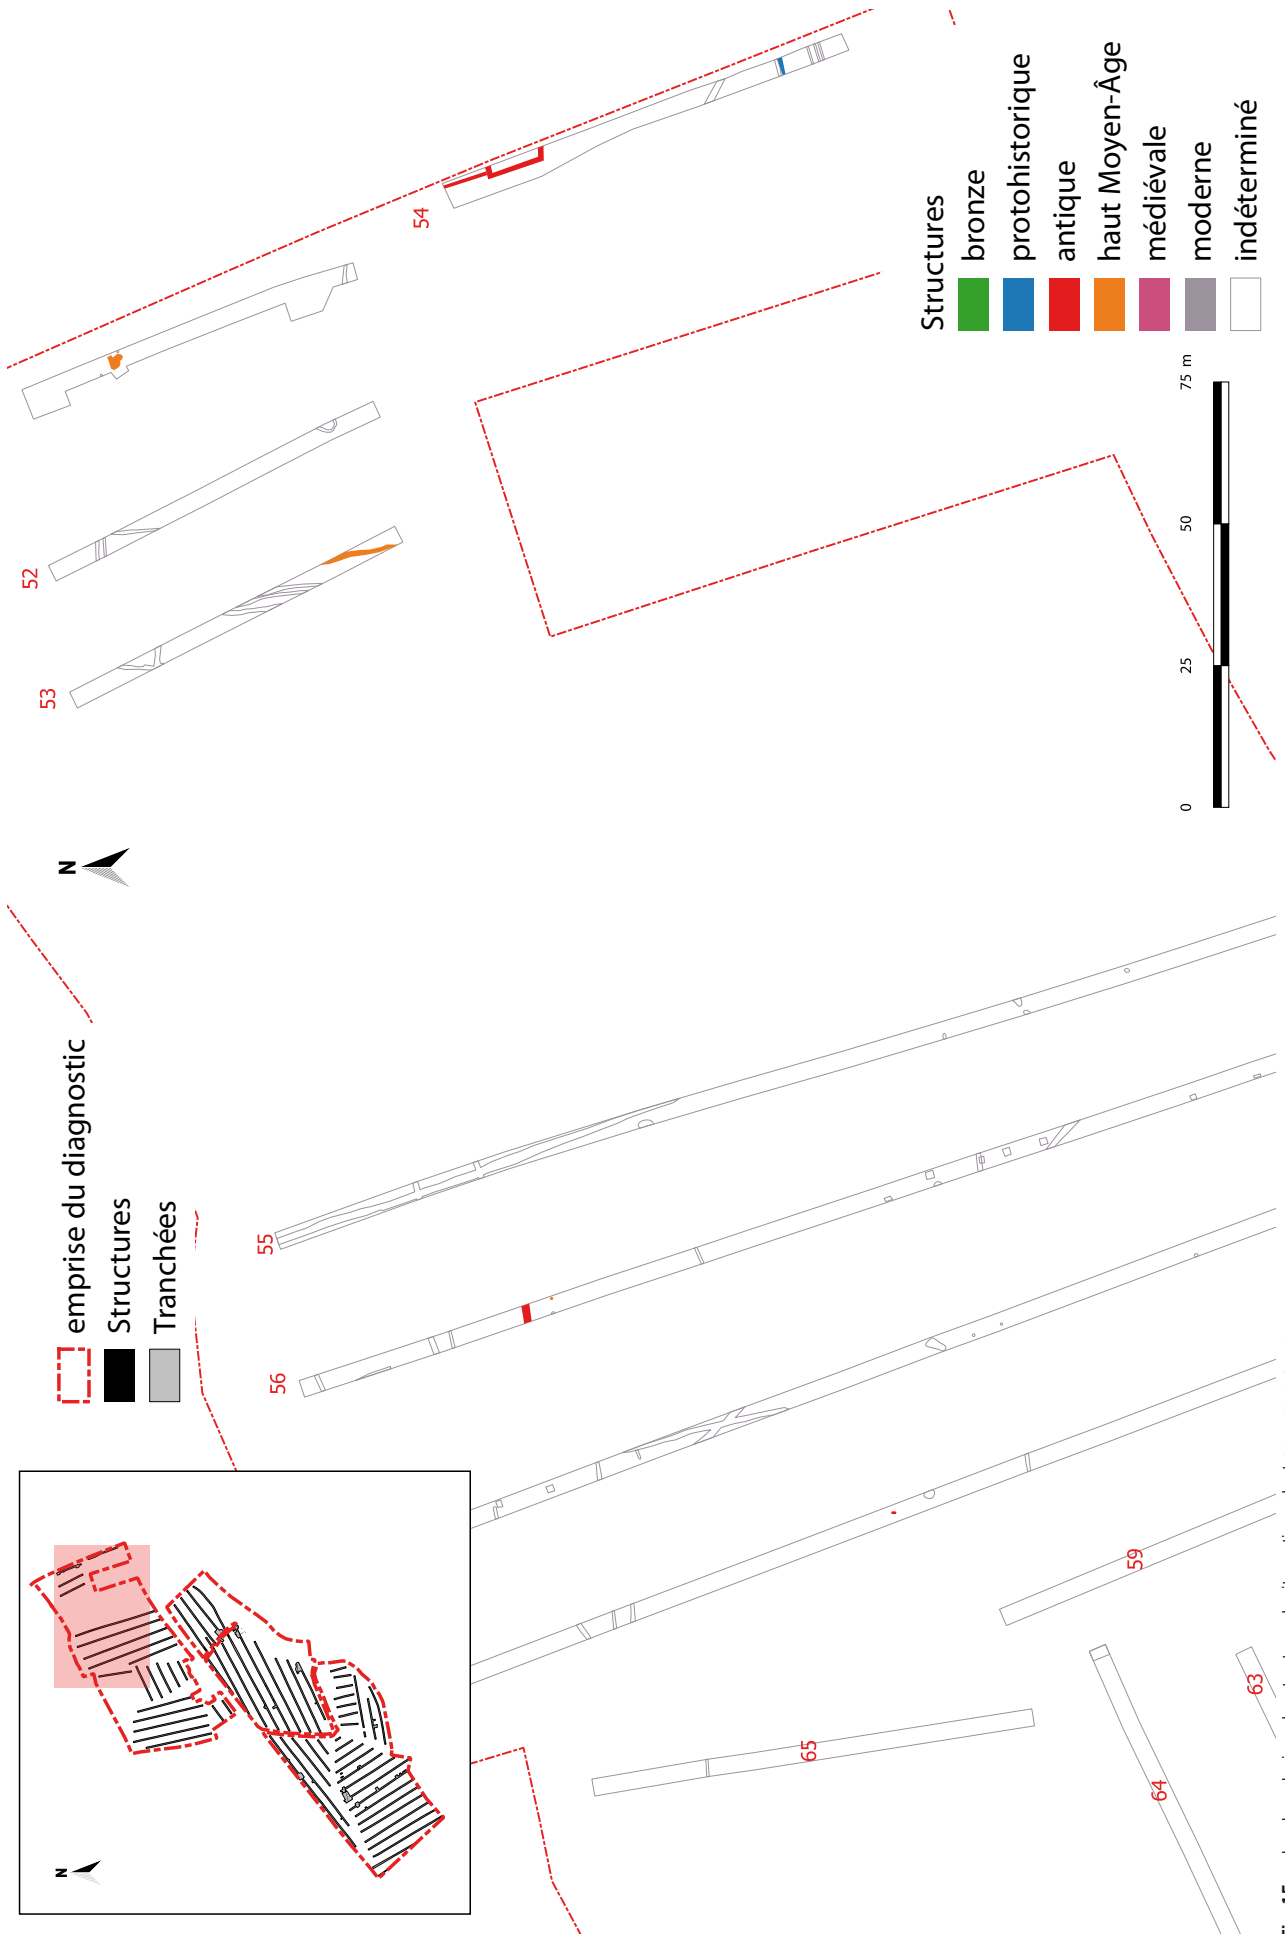 emprise du diagnostic
Structures
Tranchées
N
N
52
53
54
55
56
59
63
64
65
Structures
bronze
protohistorique
antique
haut Moyen-Âge
médiévale
moderne
indéterminé
0
25
50
75 m